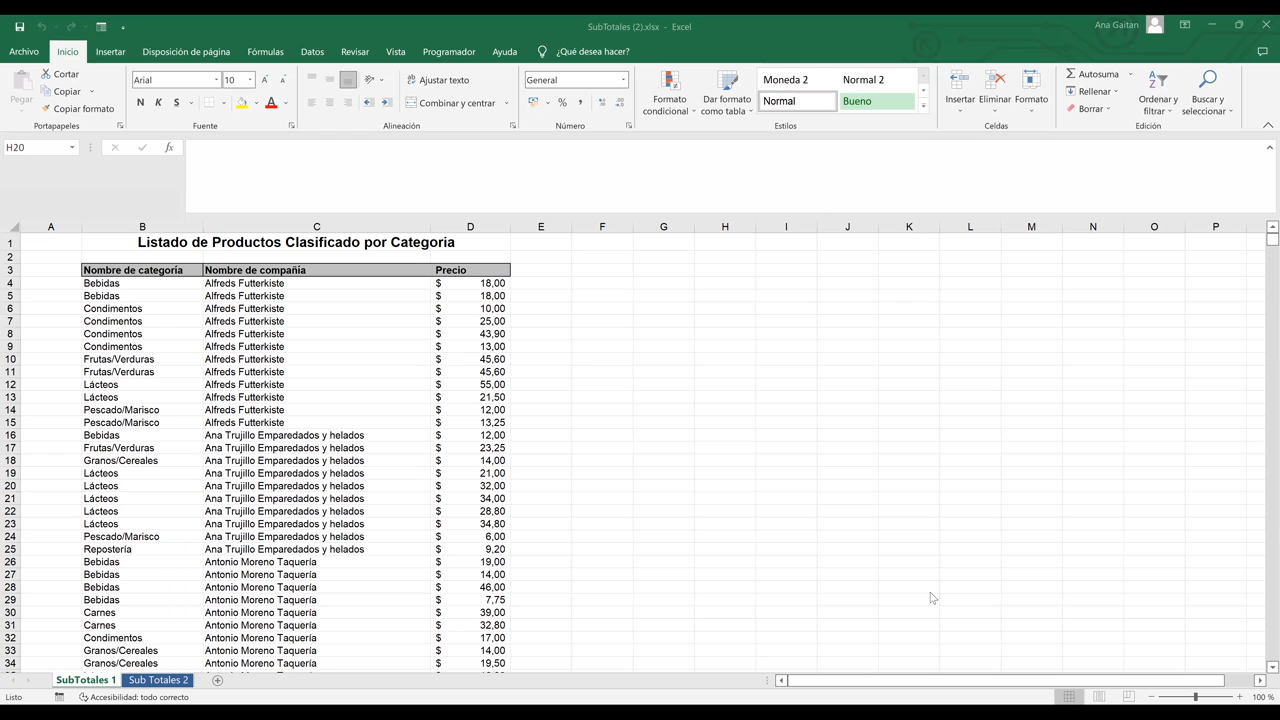 SubTotales (2).xlsx - Excel
Ana Gaitan
Archivo Inicio Insertar Disposición de página Fórmulas Datos Revisar Vista Programador Ayuda ¿Qué desea hacer?
Pegar
Cortar
Copiar
Copiar formato
Portapapeles
Arial 10
N K S
Fuente
Ajustar texto
Combinar y centrar
Alineación
General
Número
Formato condicional
Dar formato como tabla
Moneda 2 Normal 2
Normal Bueno
Estilos
Insertar Eliminar Formato
Celdas
Autosuma
Rellenar
Borrar
Ordenar y filtrar
Buscar y seleccionar
Edición
H20 fx
A B C D E F G H I J K L M N O P
1 Listado de Productos Clasificado por Categoria
2
3 Nombre de categoría Nombre de compañía Precio
4 Bebidas Alfreds Futterkiste $ 18,00
5 Bebidas Alfreds Futterkiste $ 18,00
6 Condimentos Alfreds Futterkiste $ 10,00
7 Condimentos Alfreds Futterkiste $ 25,00
8 Condimentos Alfreds Futterkiste $ 43,90
9 Condimentos Alfreds Futterkiste $ 13,00
10 Frutas/Verduras Alfreds Futterkiste $ 45,60
11 Frutas/Verduras Alfreds Futterkiste $ 45,60
12 Lácteos Alfreds Futterkiste $ 55,00
13 Lácteos Alfreds Futterkiste $ 21,50
14 Pescado/Marisco Alfreds Futterkiste $ 12,00
15 Pescado/Marisco Alfreds Futterkiste $ 13,25
16 Bebidas Ana Trujillo Emparedados y helados $ 12,00
17 Frutas/Verduras Ana Trujillo Emparedados y helados $ 23,25
18 Granos/Cereales Ana Trujillo Emparedados y helados $ 14,00
19 Lácteos Ana Trujillo Emparedados y helados $ 21,00
20 Lácteos Ana Trujillo Emparedados y helados $ 32,00
21 Lácteos Ana Trujillo Emparedados y helados $ 34,00
22 Lácteos Ana Trujillo Emparedados y helados $ 28,80
23 Lácteos Ana Trujillo Emparedados y helados $ 34,80
24 Pescado/Marisco Ana Trujillo Emparedados y helados $ 6,00
25 Repostería Ana Trujillo Emparedados y helados $ 9,20
26 Bebidas Antonio Moreno Taquería $ 19,00
27 Bebidas Antonio Moreno Taquería $ 14,00
28 Bebidas Antonio Moreno Taquería $ 46,00
29 Bebidas Antonio Moreno Taquería $ 7,75
30 Carnes Antonio Moreno Taquería $ 39,00
31 Carnes Antonio Moreno Taquería $ 32,80
32 Condimentos Antonio Moreno Taquería $ 17,00
33 Granos/Cereales Antonio Moreno Taquería $ 14,00
34 Granos/Cereales Antonio Moreno Taquería $ 19,50
SubTotales 1 Sub Totales 2
Listo Accesibilidad: todo correcto 100 %